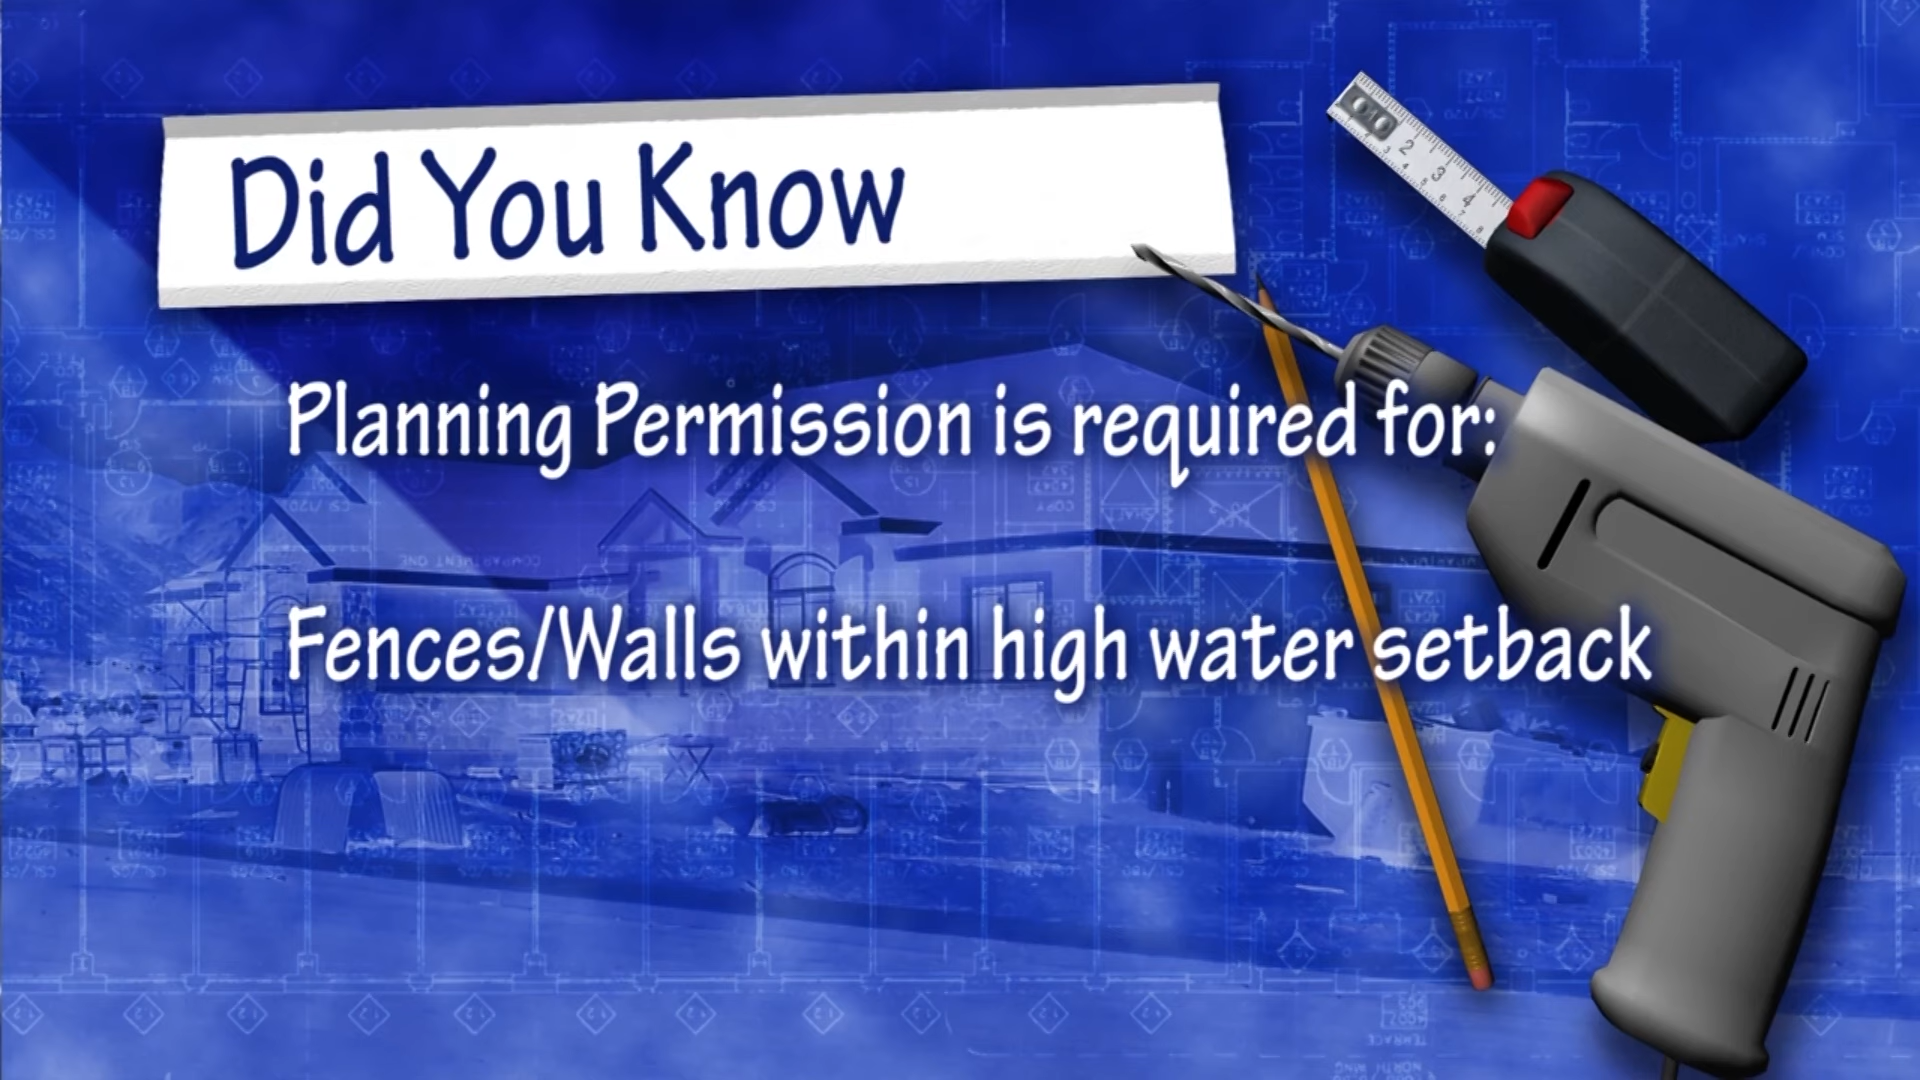 Did You Know
Planning Permission is required for:
Fences/Walls within high water setback